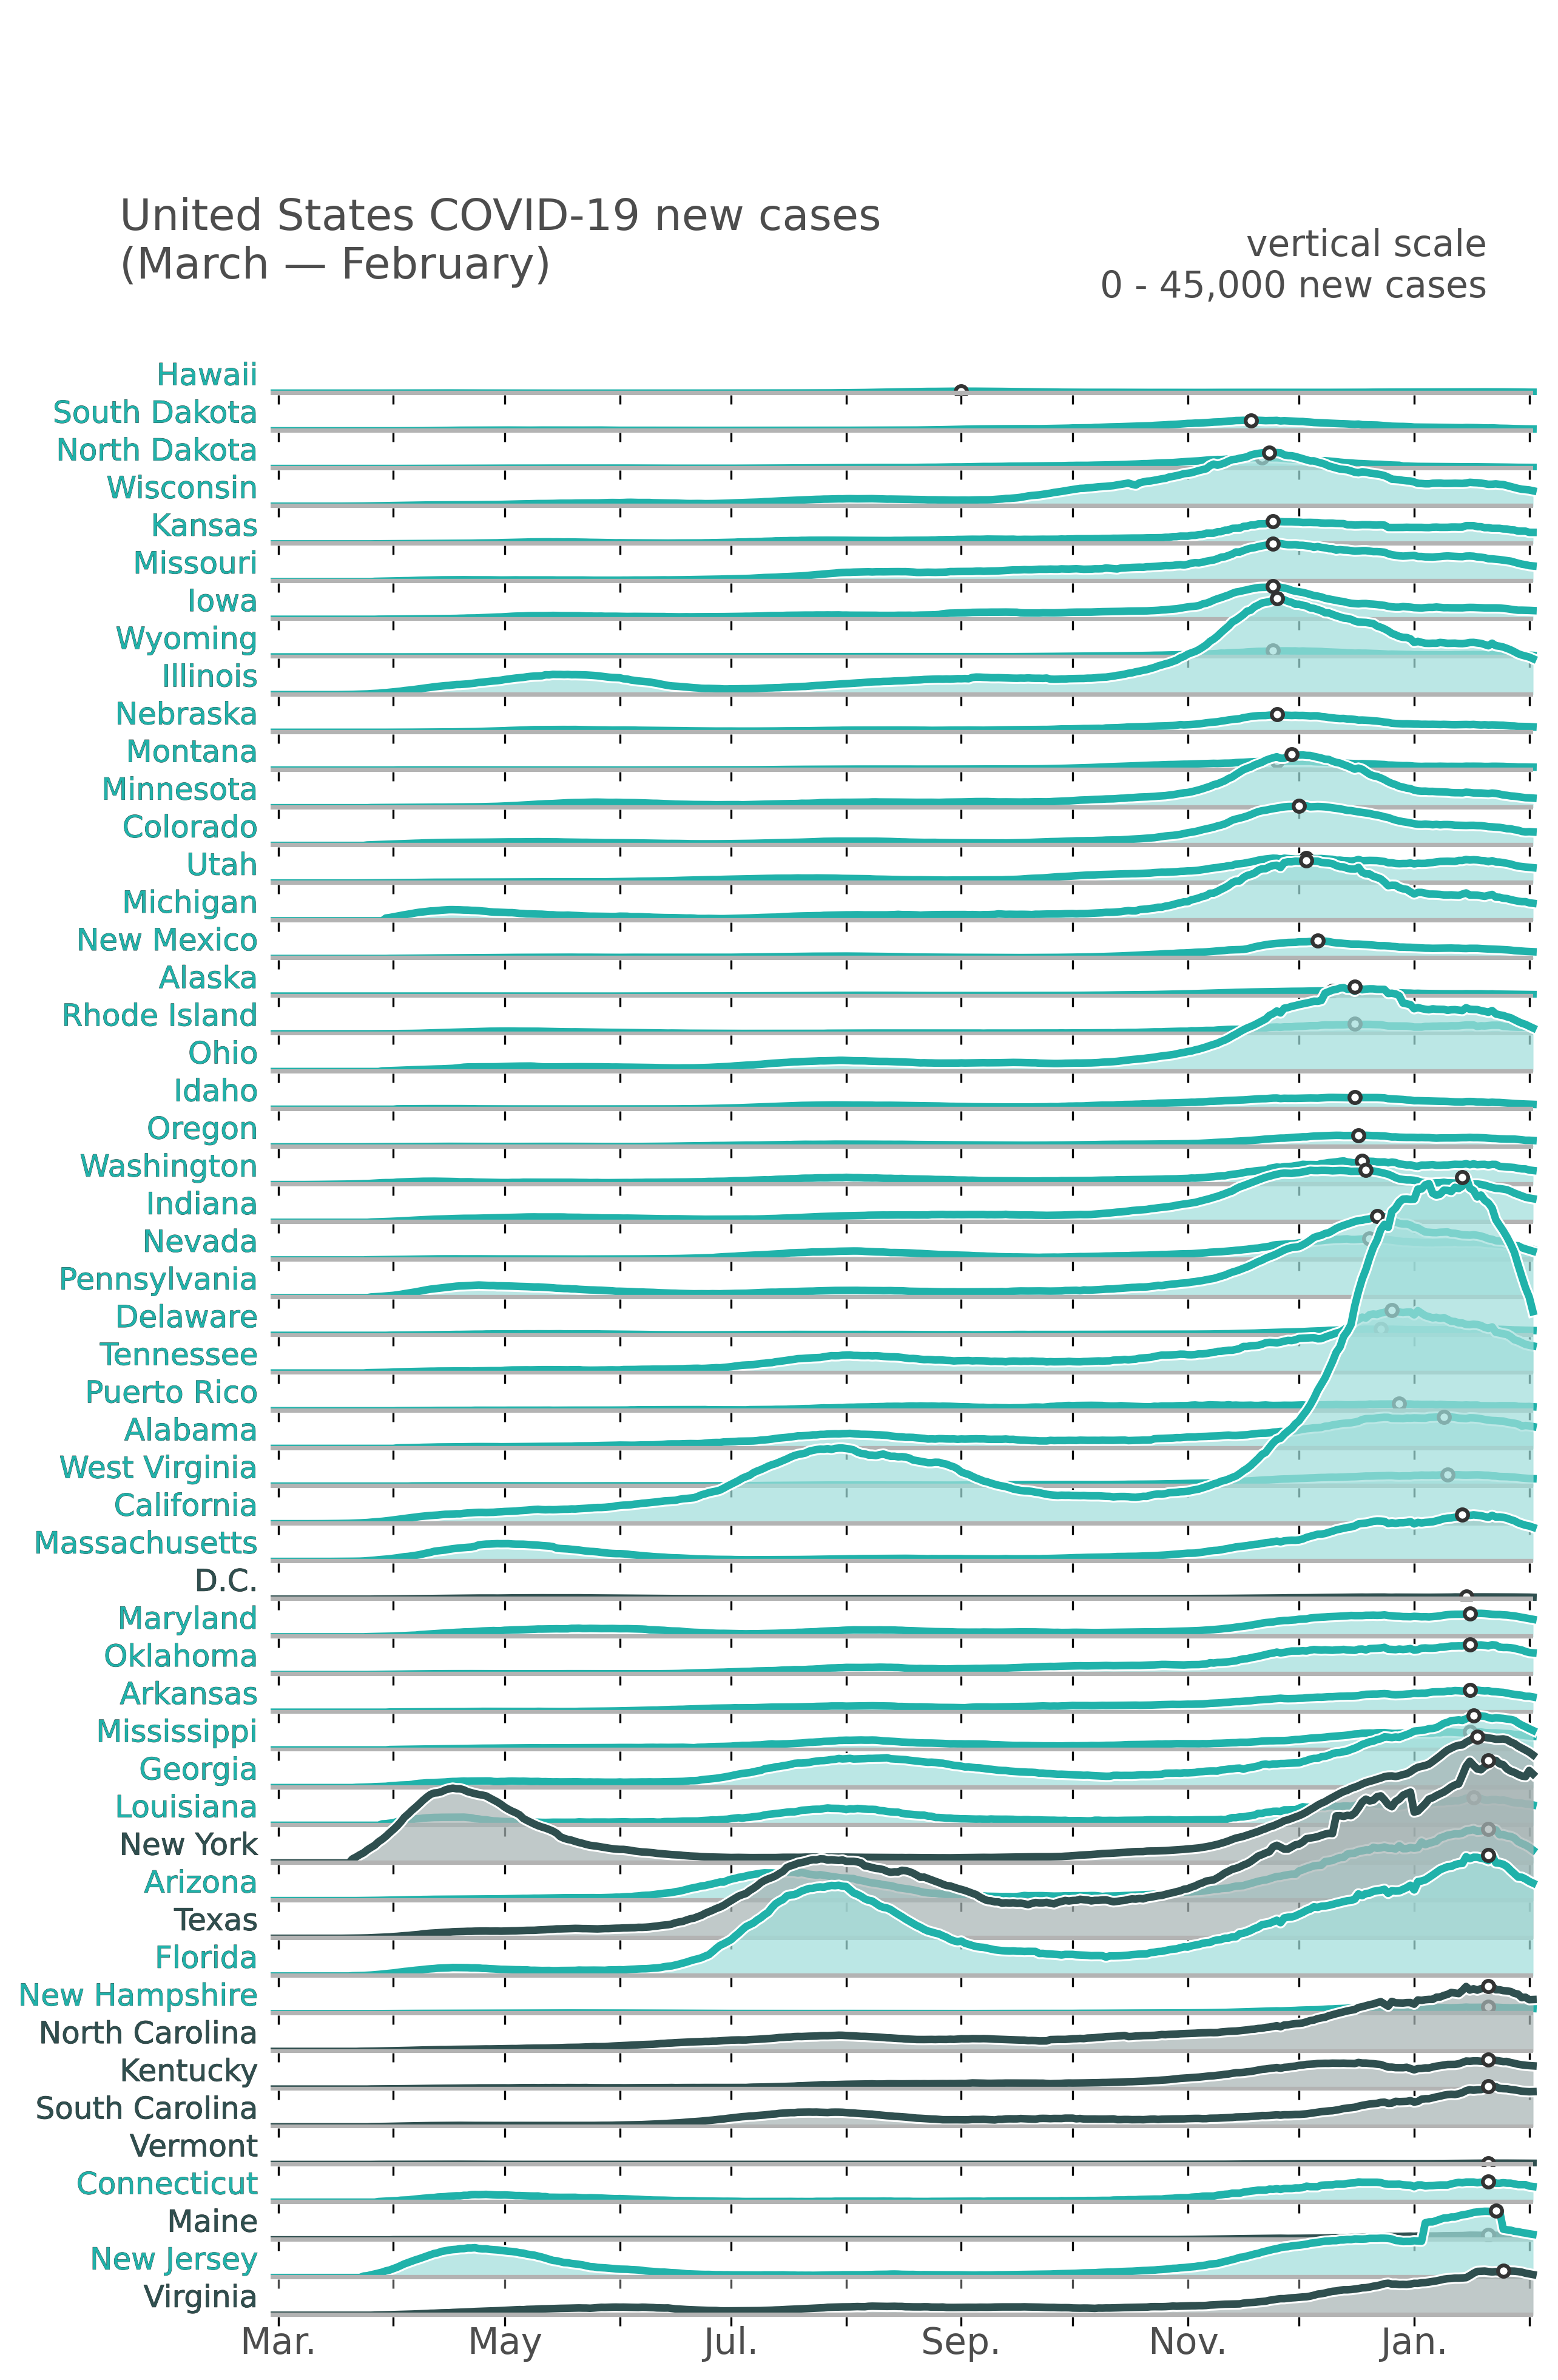 United States COVID-19 new cases
(March — February)
vertical scale
0 - 45,000 new cases
Hawaii
South Dakota
North Dakota
Wisconsin
Kansas
Missouri
Iowa
Wyoming
Illinois
Nebraska
Montana
Minnesota
Colorado
Utah
Michigan
New Mexico
Alaska
Rhode Island
Ohio
Idaho
Oregon
Washington
Indiana
Nevada
Pennsylvania
Delaware
Tennessee
Puerto Rico
Alabama
West Virginia
California
Massachusetts
D.C.
Maryland
Oklahoma
Arkansas
Mississippi
Georgia
Louisiana
New York
Arizona
Texas
Florida
New Hampshire
North Carolina
Kentucky
South Carolina
Vermont
Connecticut
Maine
New Jersey
Virginia
Mar. May Jul. Sep. Nov. Jan.